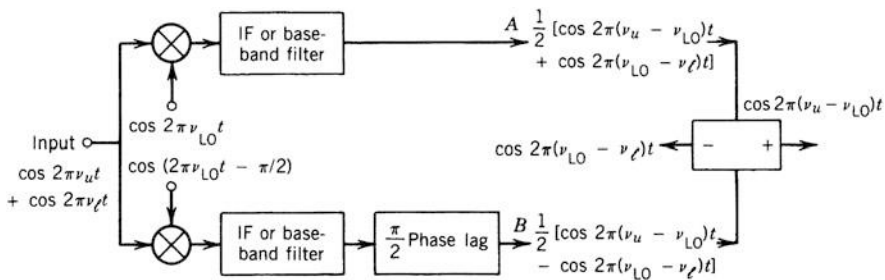 IF or base-
band filter
A 1/2 [cos 2π(ν_u − ν_LO)t
+ cos 2π(ν_LO − ν_ℓ)t]
cos 2πν_LO t
cos 2π(ν_u − ν_LO)t
Input
cos 2πν_u t
+ cos 2πν_ℓ t
cos (2πν_LO t − π/2)
cos 2π(ν_LO − ν_ℓ)t
− +
IF or base-
band filter
π/2 Phase lag
B 1/2 [cos 2π(ν_u − ν_LO)t
− cos 2π(ν_LO − ν_ℓ)t]